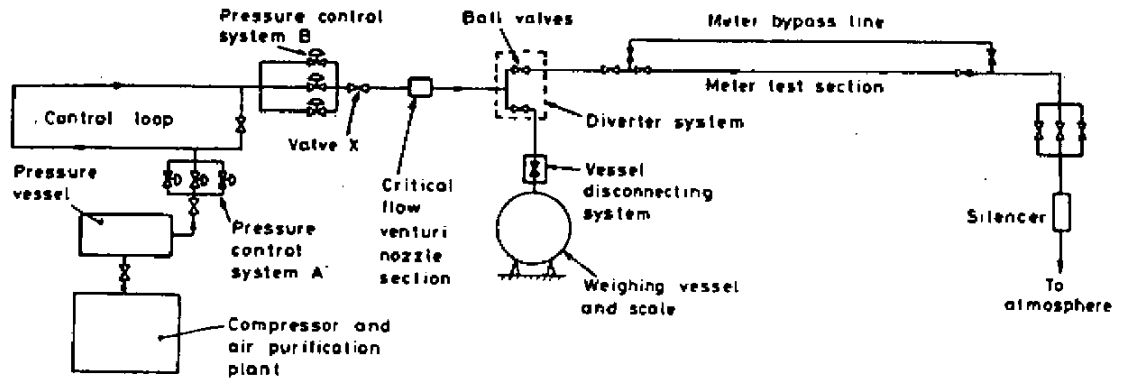 Pressure control
system B
Ball valves
Meter bypass line
Meter test section
Control loop
Valve X
Diverter system
Pressure
vessel
Critical
flow
venturi
nozzle
section
Vessel
disconnecting
system
Pressure
control
system A
Silencer
Weighing vessel
and scale
To
atmosphere
Compressor and
air purification
plant